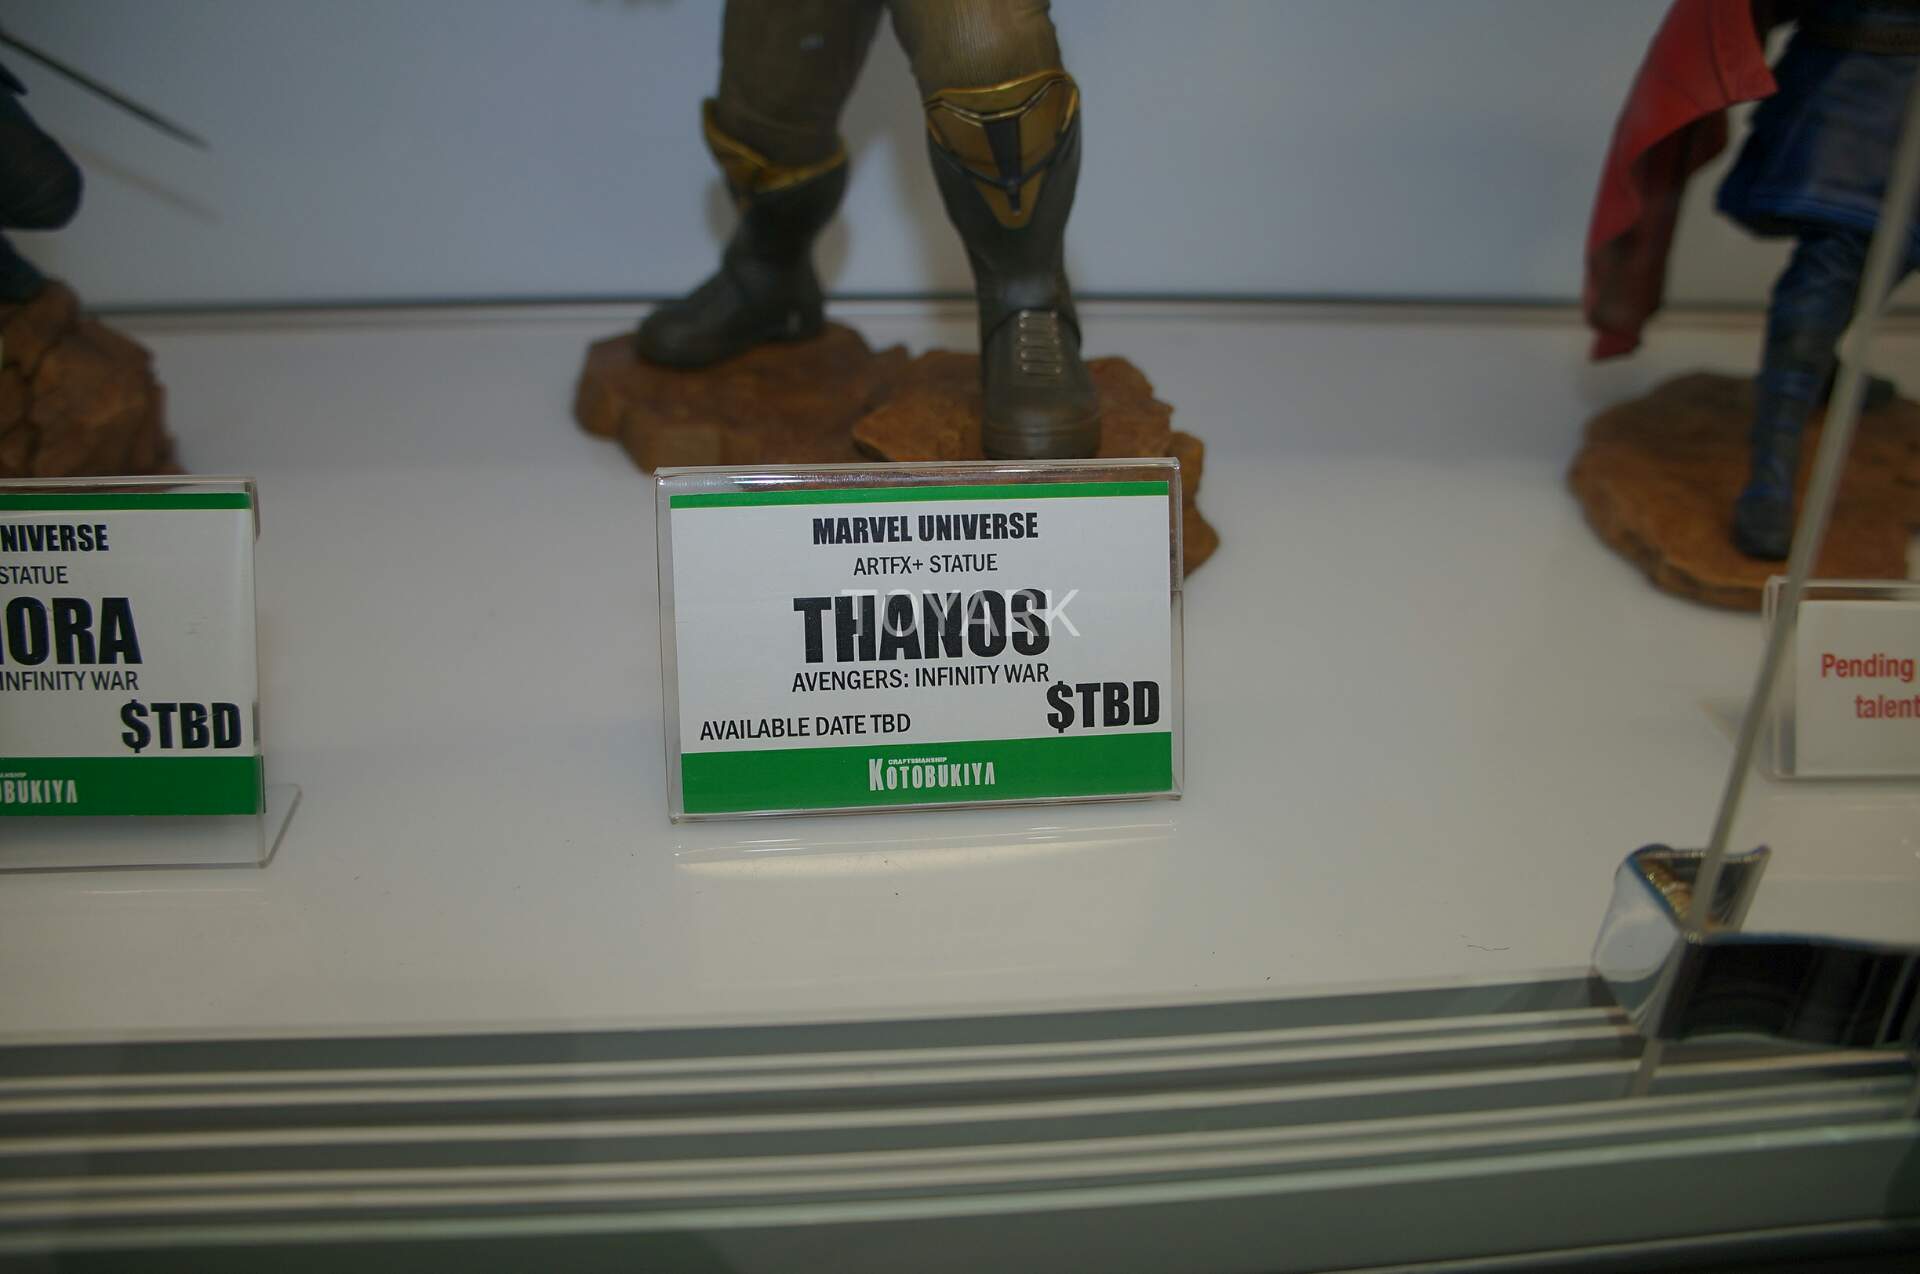 MARVEL UNIVERSE
ARTFX+ STATUE
THANOS
AVENGERS: INFINITY WAR
$TBD
AVAILABLE DATE TBD
CRAFTSMANSHIP
KOTOBUKIYA
TOYARK
NIVERSE
STATUE
ORA
INFINITY WAR
$TBD
OBUKIYA
Pending
talent